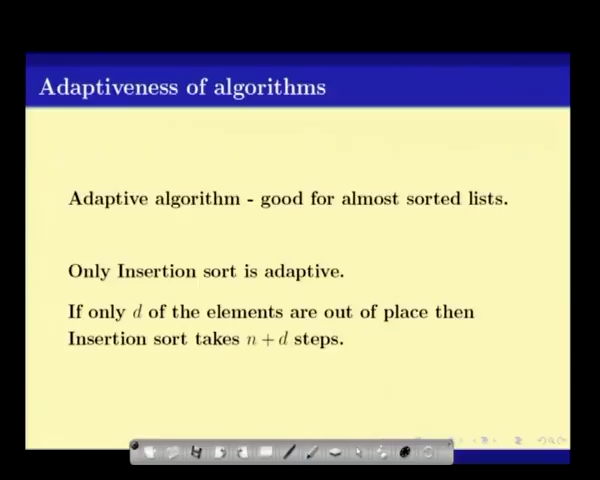 Adaptiveness of algorithms
Adaptive algorithm - good for almost sorted lists.
Only Insertion sort is adaptive.
If only d of the elements are out of place then
Insertion sort takes n + d steps.